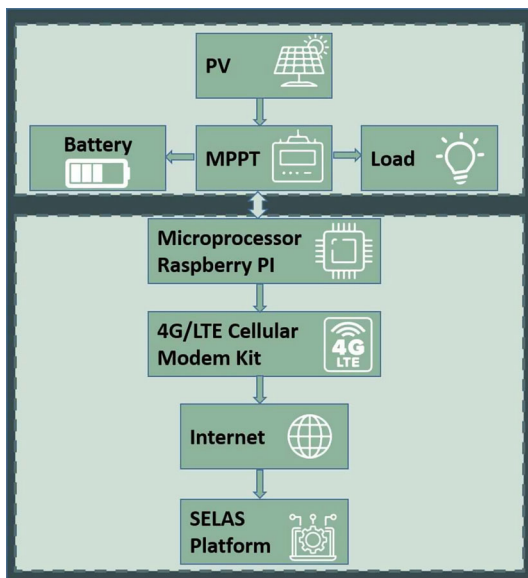 PV
Battery
MPPT
Load
Microprocessor
Raspberry PI
4G/LTE Cellular
Modem Kit
4G
LTE
Internet
SELAS
Platform